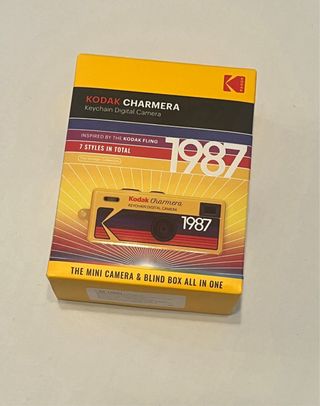 KODAK
KODAK CHARMERA
Keychain Digital Camera
INSPIRED BY THE KODAK FLING
7 STYLES IN TOTAL
1987
Kodak Charmera
KEYCHAIN DIGITAL CAMERA
1987
THE MINI CAMERA & BLIND BOX ALL IN ONE